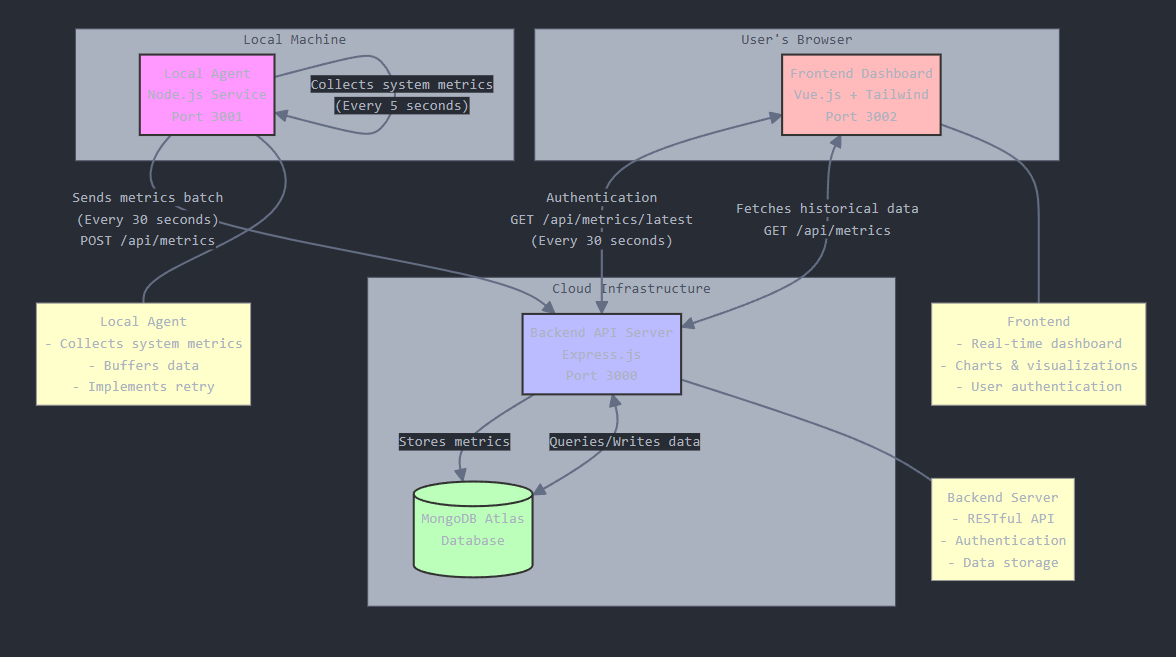 Local Machine
Local Agent
Node.js Service
Port 3001
Collects system metrics
(Every 5 seconds)
User's Browser
Frontend Dashboard
Vue.js + Tailwind
Port 3002
Sends metrics batch
(Every 30 seconds)
POST /api/metrics
Authentication
GET /api/metrics/latest
(Every 30 seconds)
Fetches historical data
GET /api/metrics
Cloud Infrastructure
Backend API Server
Express.js
Port 3000
Local Agent
- Collects system metrics
- Buffers data
- Implements retry
Frontend
- Real-time dashboard
- Charts & visualizations
- User authentication
Stores metrics
Queries/Writes data
MongoDB Atlas
Database
Backend Server
- RESTful API
- Authentication
- Data storage